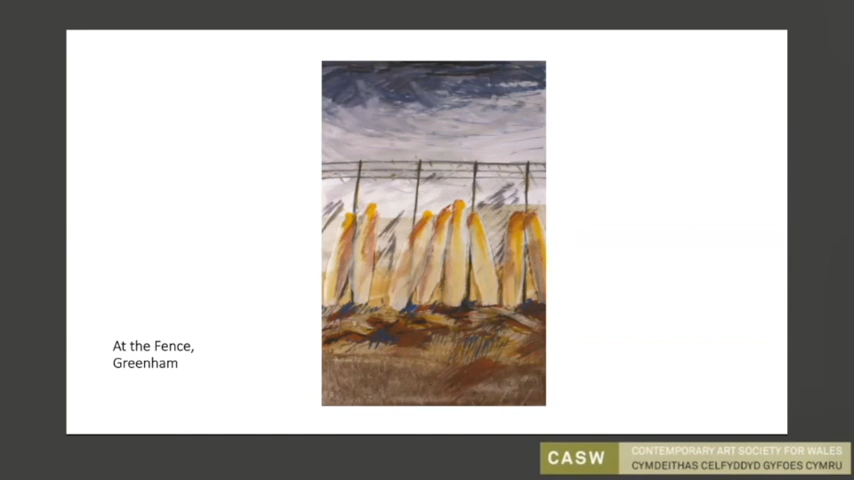 At the Fence,
Greenham
CASW
CONTEMPORARY ART SOCIETY FOR WALES
CYMDEITHAS CELFYDDYD GYFOES CYMRU